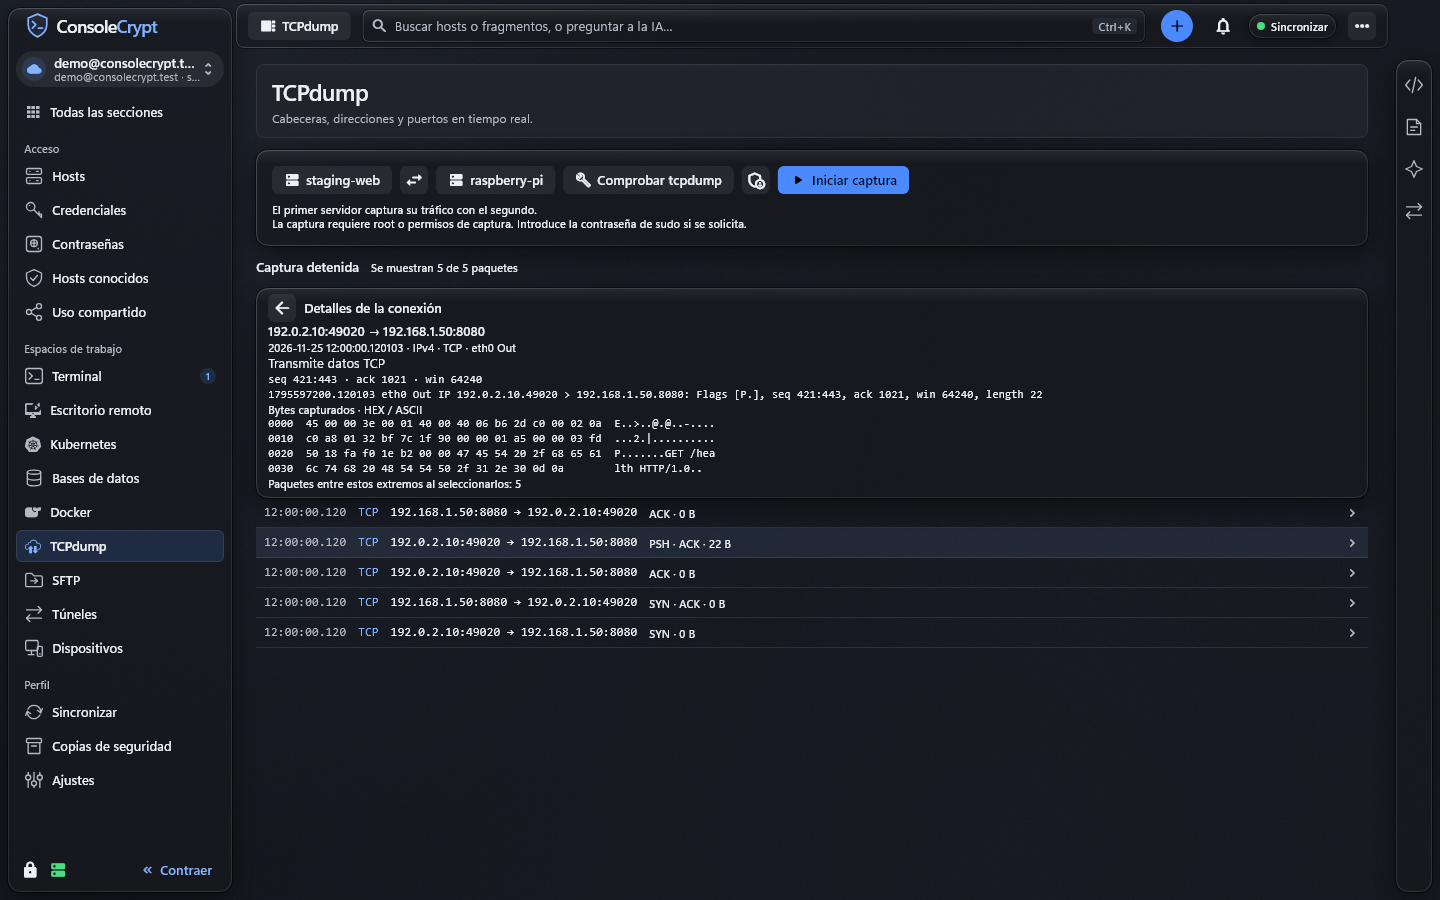 ConsoleCrypt
demo@consolecrypt.t...
demo@consolecrypt.test · s...
Todas las secciones
Acceso
Hosts
Credenciales
Contraseñas
Hosts conocidos
Uso compartido
Espacios de trabajo
Terminal 1
Escritorio remoto
Kubernetes
Bases de datos
Docker
TCPdump
SFTP
Túneles
Dispositivos
Perfil
Sincronizar
Copias de seguridad
Ajustes
« Contraer
TCPdump
Buscar hosts o fragmentos, o preguntar a la IA...
Ctrl+K
Sincronizar
TCPdump
Cabeceras, direcciones y puertos en tiempo real.
staging-web
raspberry-pi
Comprobar tcpdump
Iniciar captura
El primer servidor captura su tráfico con el segundo.
La captura requiere root o permisos de captura. Introduce la contraseña de sudo si se solicita.
Captura detenida Se muestran 5 de 5 paquetes
Detalles de la conexión
192.0.2.10:49020 → 192.168.1.50:8080
2026-11-25 12:00:00.120103 · IPv4 · TCP · eth0 Out
Transmite datos TCP
seq 421:443 · ack 1021 · win 64240
1795597200.120103 eth0 Out IP 192.0.2.10.49020 > 192.168.1.50.8080: Flags [P.], seq 421:443, ack 1021, win 64240, length 22
Bytes capturados · HEX / ASCII
0000 45 00 00 3e 00 01 40 00 40 06 b6 2d c0 00 02 0a E..>..@.@..-....
0010 c0 a8 01 32 bf 7c 1f 90 00 00 01 a5 00 00 03 fd ...2.|..........
0020 50 18 fa f0 1e b2 00 00 47 45 54 20 2f 68 65 61 P.......GET /hea
0030 6c 74 68 20 48 54 54 50 2f 31 2e 30 0d 0a lth HTTP/1.0..
Paquetes entre estos extremos al seleccionarlos: 5
12:00:00.120 TCP 192.168.1.50:8080 → 192.0.2.10:49020 ACK · 0 B
12:00:00.120 TCP 192.0.2.10:49020 → 192.168.1.50:8080 PSH · ACK · 22 B
12:00:00.120 TCP 192.0.2.10:49020 → 192.168.1.50:8080 ACK · 0 B
12:00:00.120 TCP 192.168.1.50:8080 → 192.0.2.10:49020 SYN · ACK · 0 B
12:00:00.120 TCP 192.0.2.10:49020 → 192.168.1.50:8080 SYN · 0 B